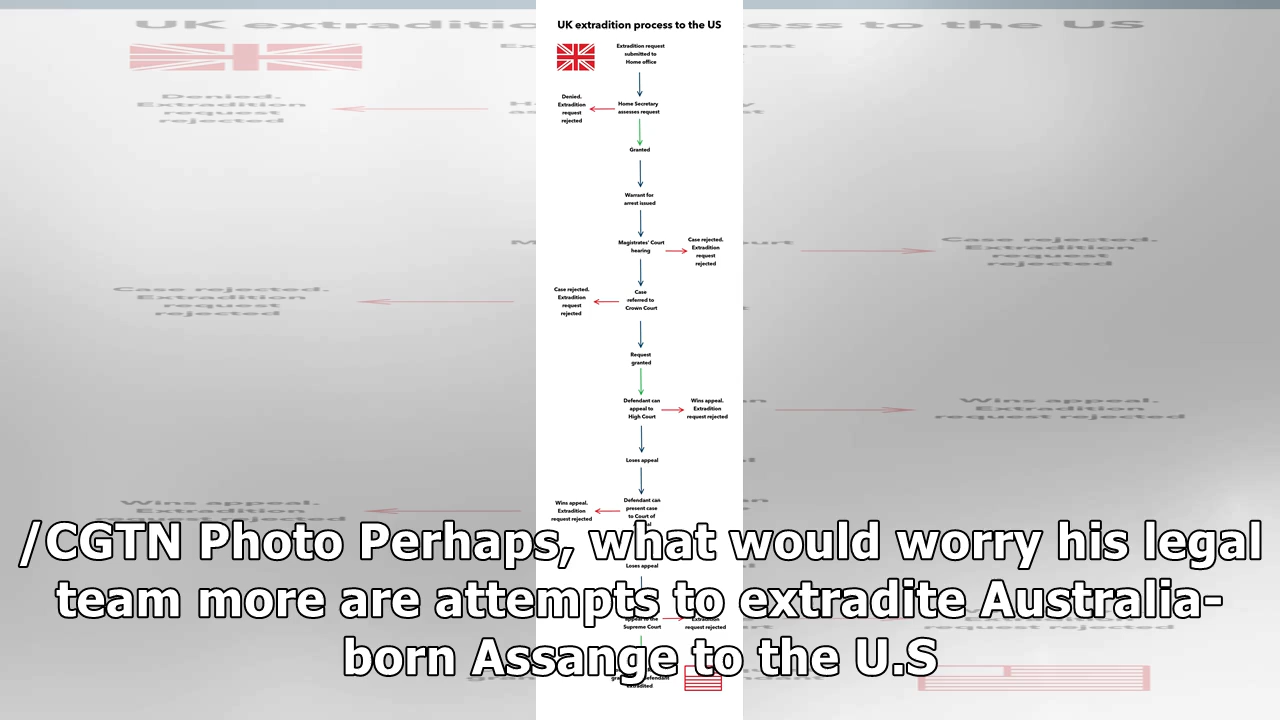 UK extradition process to the US
Extradition request
submitted to
Home office
Denied.
Extradition
request
rejected
Home Secretary
assesses request
Granted
Warrant for
arrest issued
Magistrates' Court
hearing
Case rejected.
Extradition
request
rejected
Case rejected.
Extradition
request
rejected
Case
referred to
Crown Court
Request
granted
Defendant can
appeal to
High Court
Wins appeal.
Extradition
request rejected
Loses appeal
Defendant can
present case
to Court of
Wins appeal.
Extradition
request rejected
Loses appeal
Supreme Court
request rejected
/CGTN Photo Perhaps, what would worry his legal
team more are attempts to extradite Australia-
born Assange to the U.S